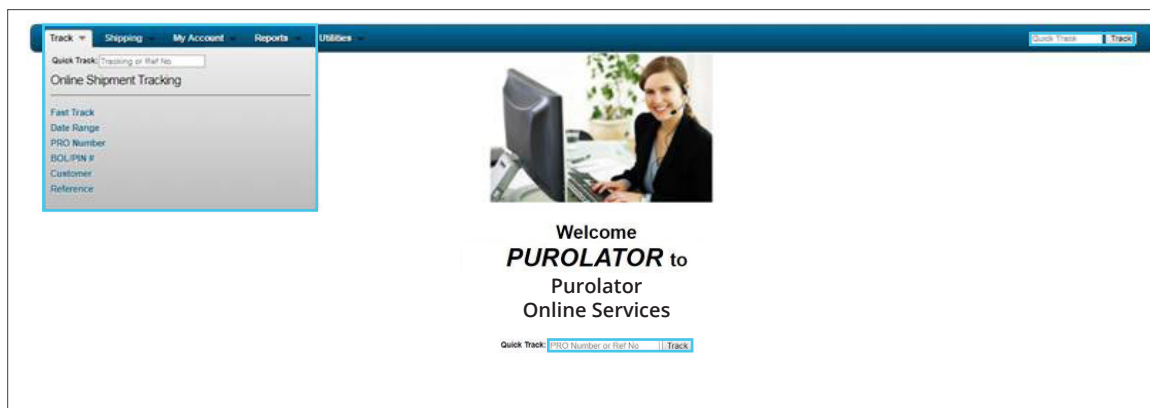 Track Shipping My Account Reports Utilities Quick Track Track
Quick Track: Tracking or Ref No
Online Shipment Tracking
Fast Track
Date Range
PRO Number
BOL/PIN #
Customer
Reference
Welcome
PUROLATOR to
Purolator
Online Services
Quick Track: PRO Number or Ref No Track